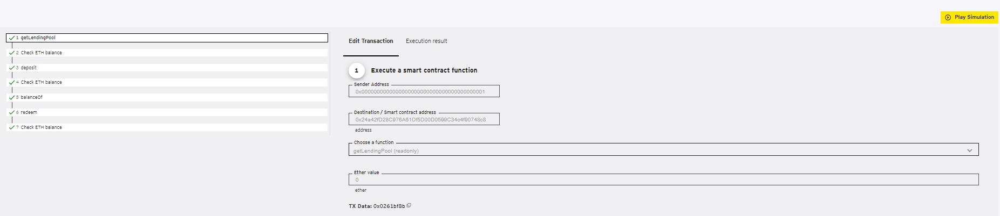 Play Simulation
1 getLendingPool
2 Check ETH balance
3 deposit
4 Check ETH balance
5 balanceOf
6 redeem
7 Check ETH balance
Edit Transaction Execution result
1 Execute a smart contract function
Sender Address
0x0000000000000000000000000000000000000001
Destination / Smart contract address
0x24a42fD28C976A61Df5D00D0599C34c4f90748c8
address
Choose a function
getLendingPool (readonly)
Ether value
0
ether
TX Data: 0x0261bf8b